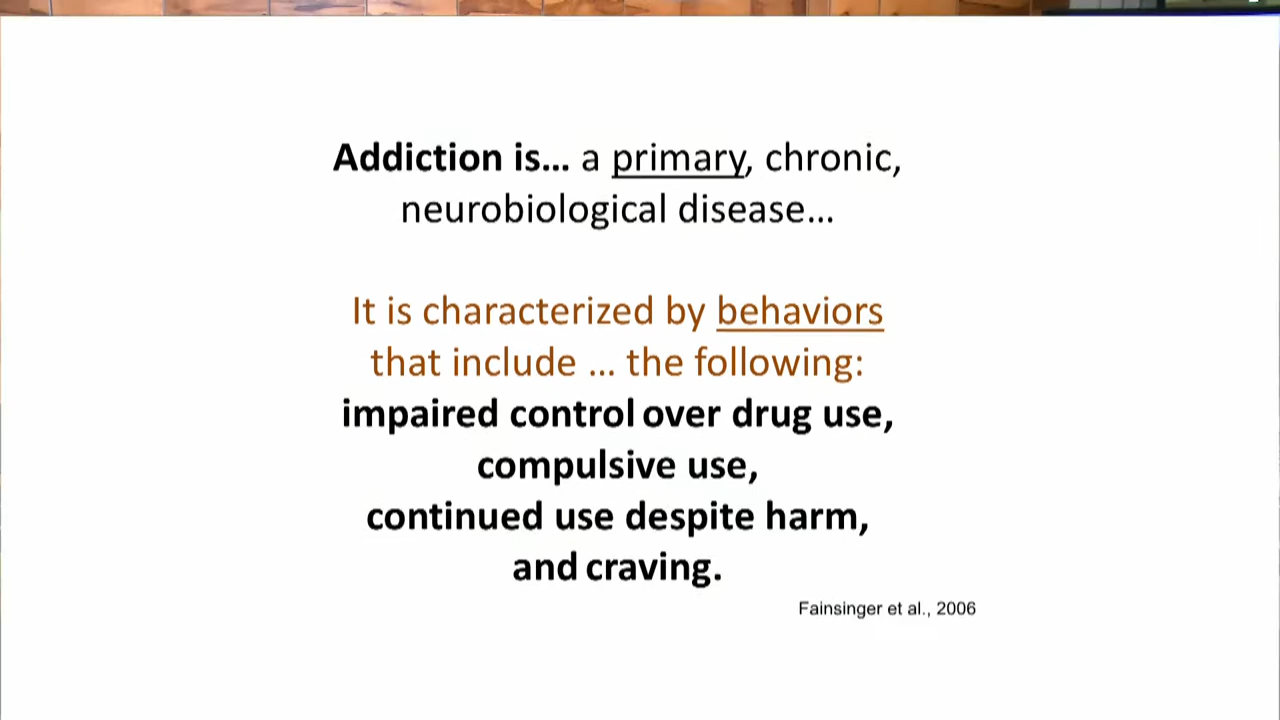 Addiction is... a primary, chronic,
neurobiological disease...
It is characterized by behaviors
that include ... the following:
impaired control over drug use,
compulsive use,
continued use despite harm,
and craving.
Fainsinger et al., 2006